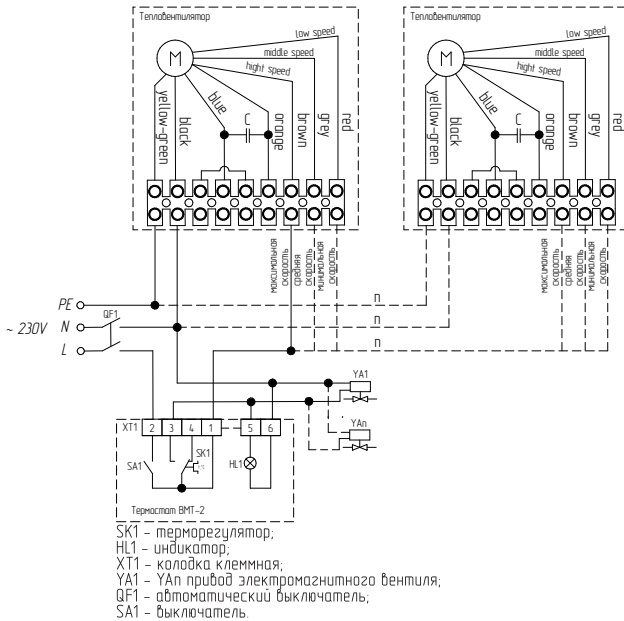 Тепловентилятор
Тепловентилятор
M
low speed
middle speed
hight speed
yellow-green
black
blue
C
orange
brown
grey
red
M
low speed
middle speed
hight speed
yellow-green
black
blue
C
orange
brown
grey
red
максимальная скорость
средняя скорость
минимальная скорость
максимальная скорость
средняя скорость
минимальная скорость
PE
n
QF1
~ 230V
N
n
L
n
YA1
YAn
XT1
2
3
4
1
5
6
SA1
SK1
t°C
HL1
Термостат ВМТ-2
SK1 - терморегулятор;
HL1 - индикатор;
XT1 - колодка клеммная;
YA1 - YAn привод электромагнитного вентиля;
QF1 - автоматический выключатель;
SA1 - выключатель.